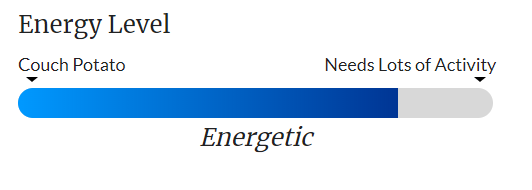 Energy Level
Couch Potato Needs Lots of Activity
Energetic